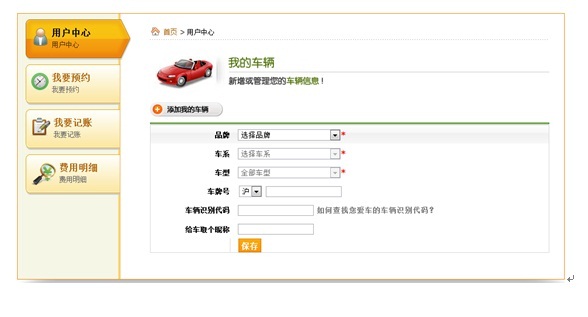 用户中心
用户中心
我要预约
我要预约
我要记账
我要记账
费用明细
费用明细
首页 > 用户中心
我的车辆
新增或管理您的车辆信息！
添加我的车辆
品牌 选择品牌 *
车系 选择车系 *
车型 全部车型 *
车牌号 沪
车辆识别代码 如何查找您爱车的车辆识别代码？
给车取个昵称
保存